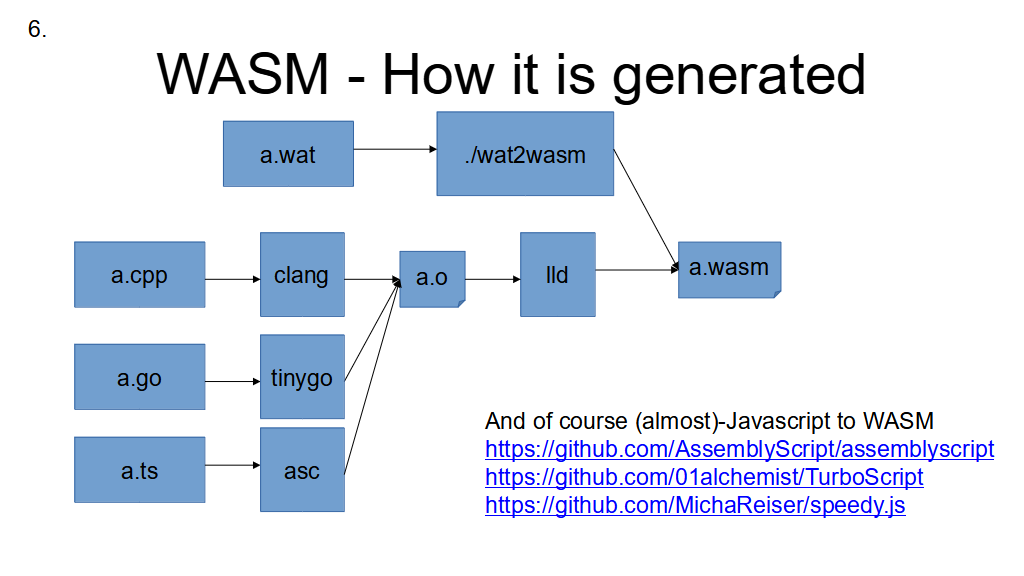 6.
WASM - How it is generated
a.wat
./wat2wasm
a.cpp
clang
a.o
lld
a.wasm
a.go
tinygo
a.ts
asc
And of course (almost)-Javascript to WASM
https://github.com/AssemblyScript/assemblyscript
https://github.com/01alchemist/TurboScript
https://github.com/MichaReiser/speedy.js